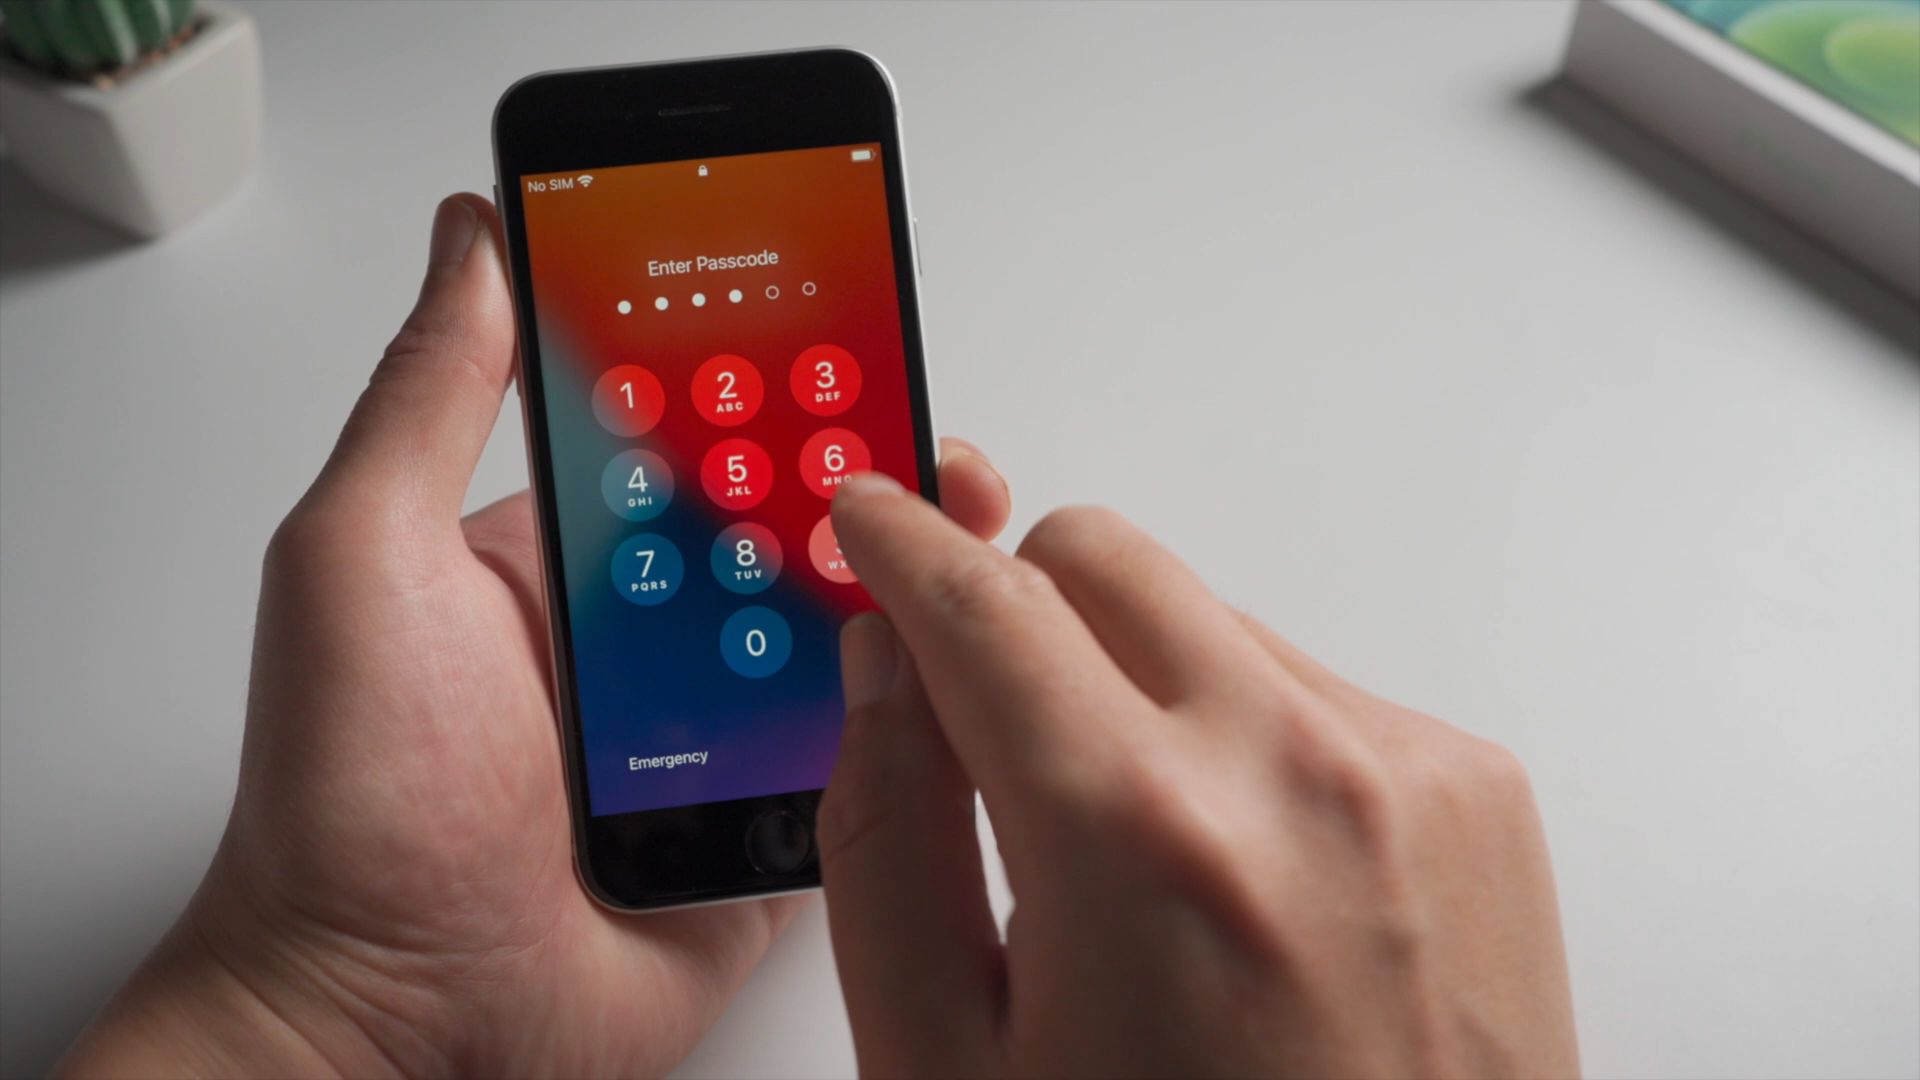 No SIM
Enter Passcode
1
2
ABC
3
DEF
4
GHI
5
JKL
6
MNO
7
PQRS
8
TUV
0
Emergency